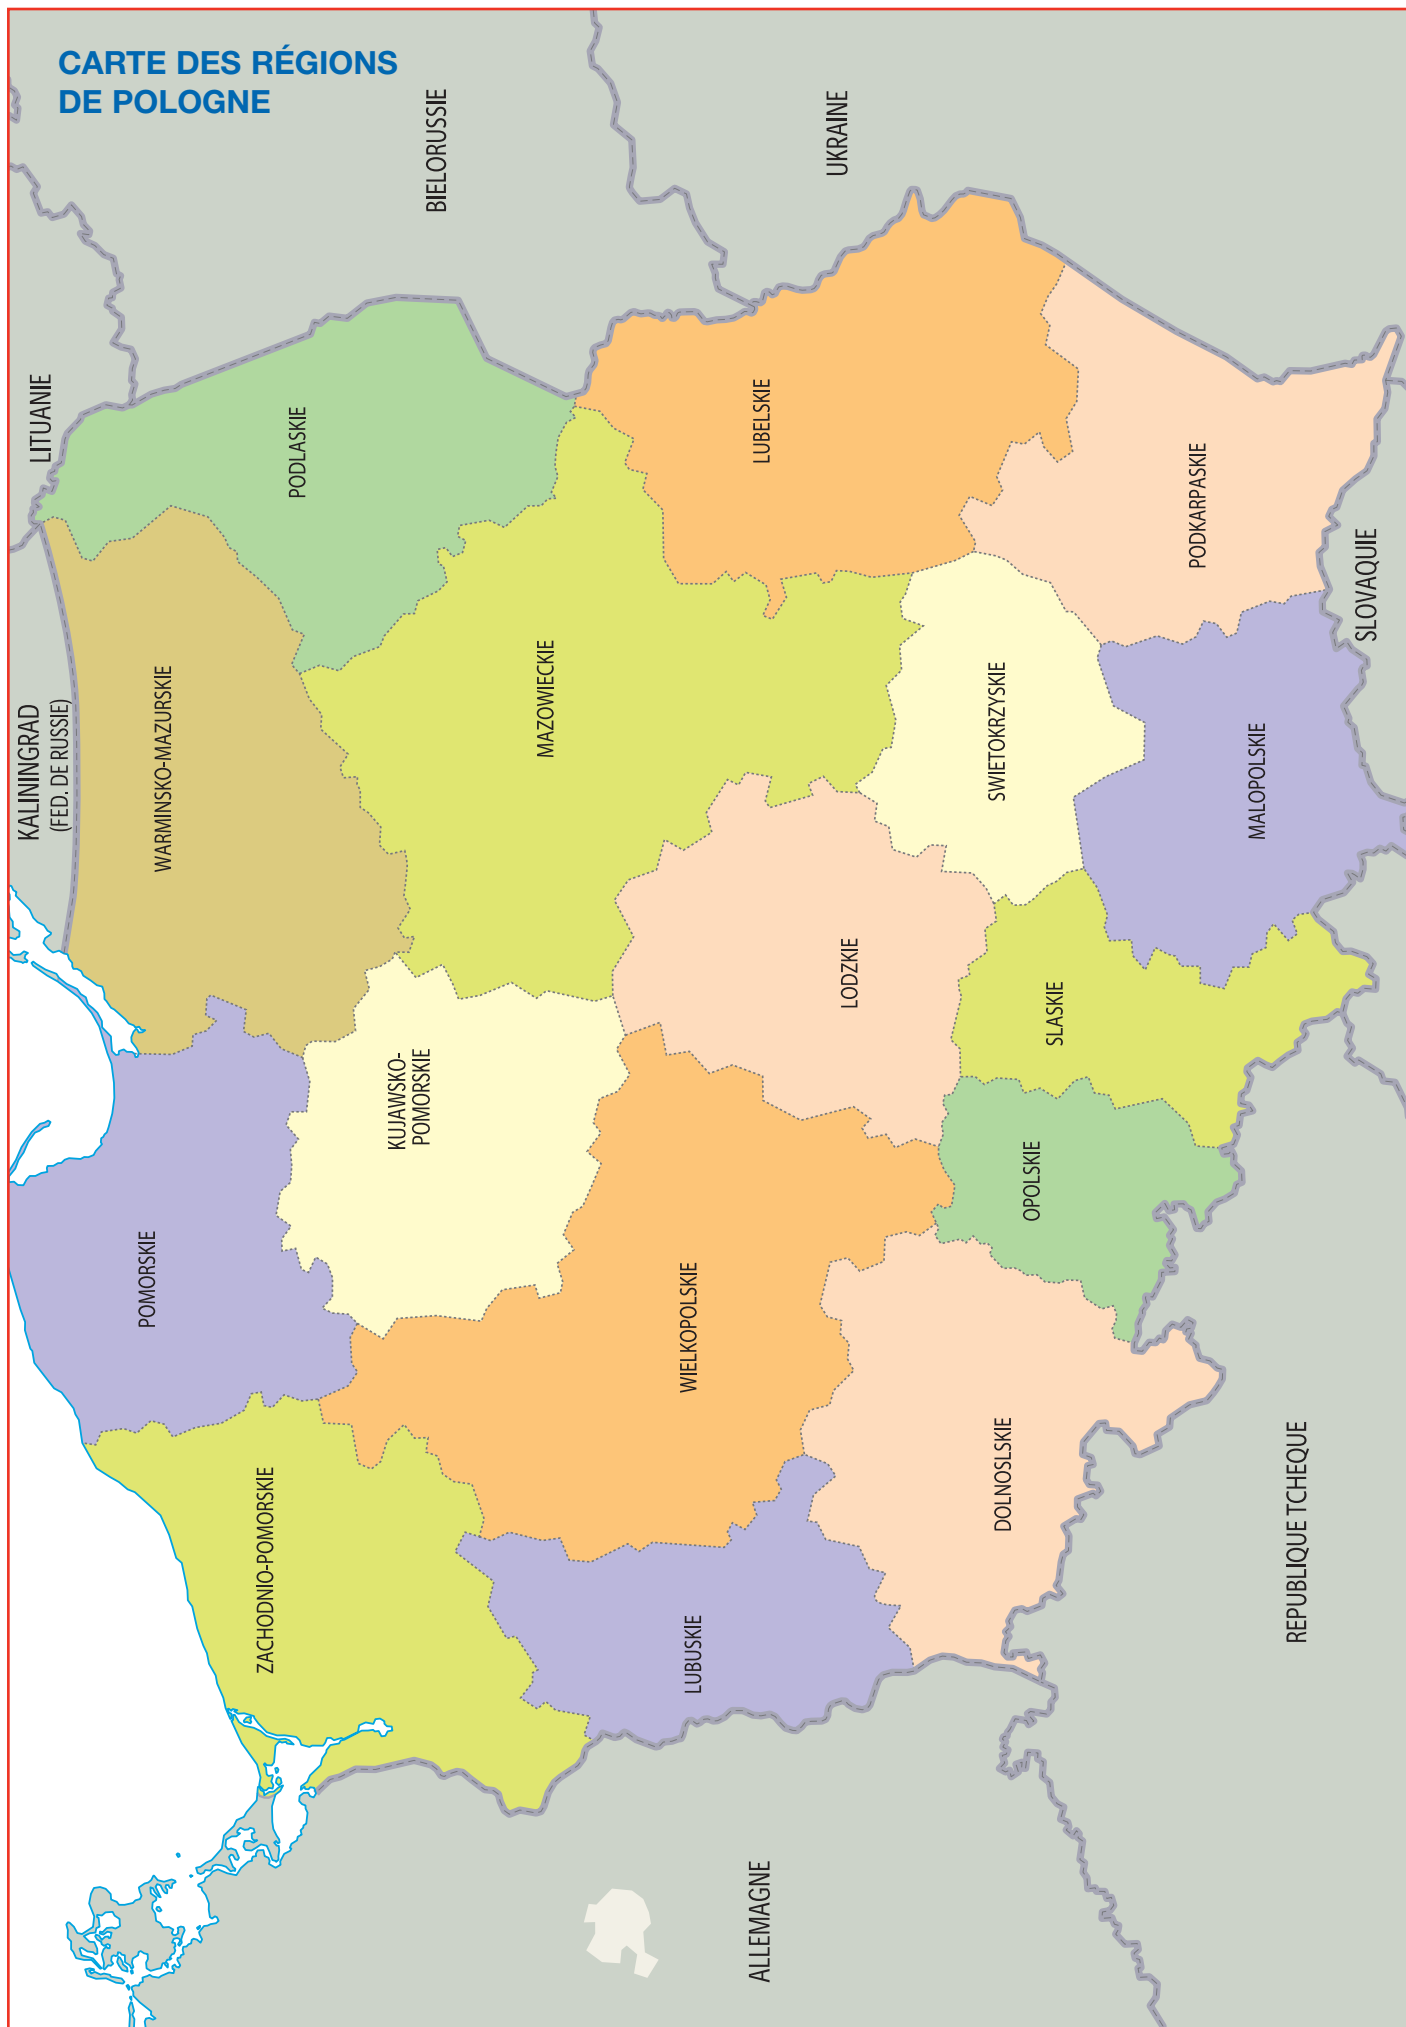 CARTE DES RÉGIONS
DE POLOGNE
BIELORUSSIE
UKRAINE
LITUANIE
PODLASKIE
LUBELSKIE
PODKARPASKIE
SLOVAQUIE
KALININGRAD
(FED. DE RUSSIE)
WARMINSKO-MAZURSKIE
MAZOWIECKIE
SWIETOKRZYSKIE
MALOPOLSKIE
LODZKIE
SLASKIE
KUJAWSKO-
POMORSKIE
OPOLSKIE
POMORSKIE
WIELKOPOLSKIE
DOLNOSLSKIE
REPUBLIQUE TCHEQUE
ZACHODNIO-POMORSKIE
LUBUSKIE
ALLEMAGNE